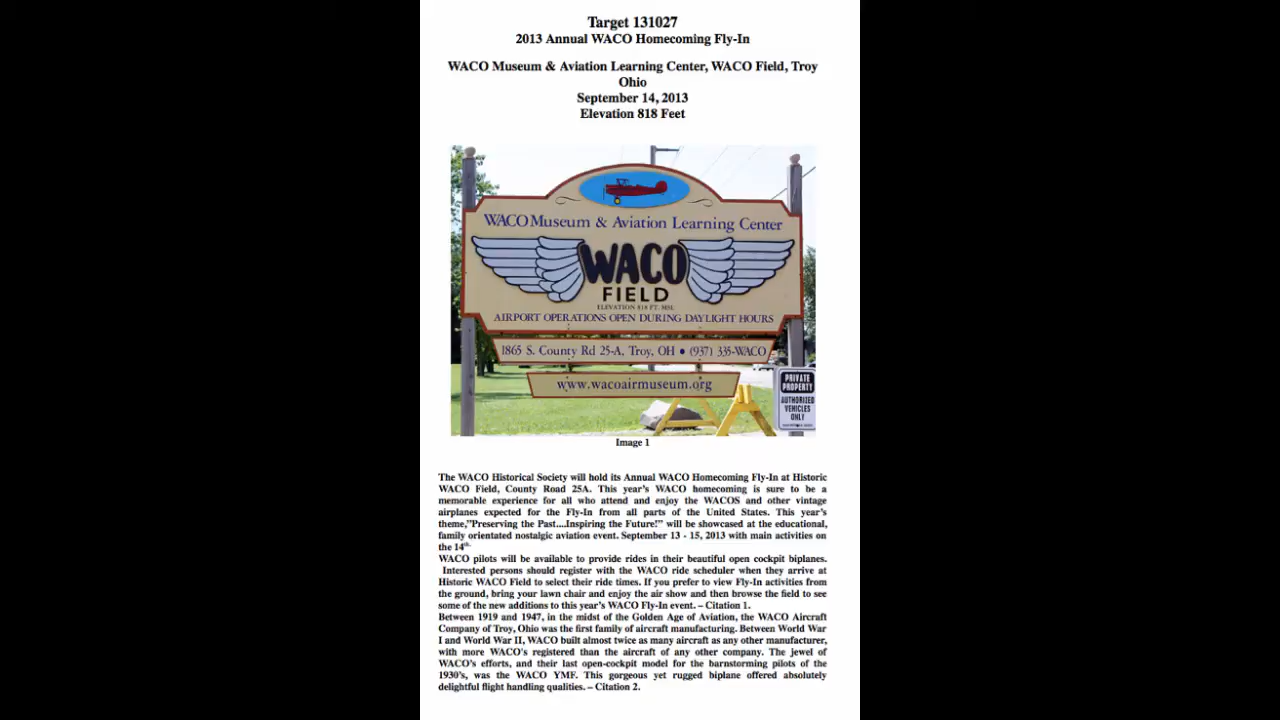 Target 131027
2013 Annual WACO Homecoming Fly-In
WACO Museum & Aviation Learning Center, WACO Field, Troy
Ohio
September 14, 2013
Elevation 818 Feet
WACO Museum & Aviation Learning Center
WACO
FIELD
ELEVATION 818 FT. MSL
AIRPORT OPERATIONS OPEN DURING DAYLIGHT HOURS
1865 S. County Rd 25-A, Troy, OH • (937) 335-WACO
www.wacoairmuseum.org
PRIVATE
PROPERTY
AUTHORIZED
VEHICLES
ONLY
Image 1
The WACO Historical Society will hold its Annual WACO Homecoming Fly-In at Historic
WACO Field, County Road 25A. This year's WACO homecoming is sure to be a
memorable experience for all who attend and enjoy the WACOS and other vintage
airplanes expected for the Fly-In from all parts of the United States. This year's
theme,"Preserving the Past....Inspiring the Future!" will be showcased at the educational,
family orientated nostalgic aviation event. September 13 - 15, 2013 with main activities on
the 14th.
WACO pilots will be available to provide rides in their beautiful open cockpit biplanes.
Interested persons should register with the WACO ride scheduler when they arrive at
Historic WACO Field to select their ride times. If you prefer to view Fly-In activities from
the ground, bring your lawn chair and enjoy the air show and then browse the field to see
some of the new additions to this year's WACO Fly-In event. – Citation 1.
Between 1919 and 1947, in the midst of the Golden Age of Aviation, the WACO Aircraft
Company of Troy, Ohio was the first family of aircraft manufacturing. Between World War
I and World War II, WACO built almost twice as many aircraft as any other manufacturer,
with more WACO's registered than the aircraft of any other company. The jewel of
WACO's efforts, and their last open-cockpit model for the barnstorming pilots of the
1930's, was the WACO YMF. This gorgeous yet rugged biplane offered absolutely
delightful flight handling qualities. – Citation 2.